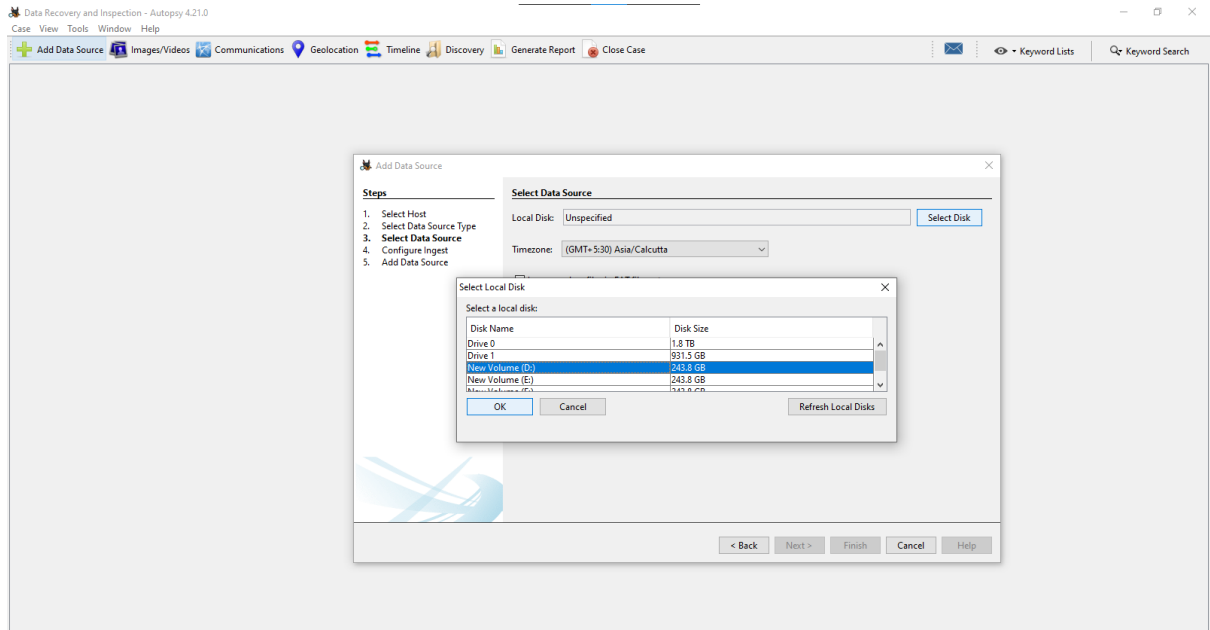 Data Recovery and Inspection - Autopsy 4.21.0
Case View Tools Window Help
Add Data Source Images/Videos Communications Geolocation Timeline Discovery Generate Report Close Case Keyword Lists Keyword Search
Add Data Source
Steps
1. Select Host
2. Select Data Source Type
3. Select Data Source
4. Configure Ingest
5. Add Data Source
Select Data Source
Local Disk: Unspecified Select Disk
Timezone: (GMT+5:30) Asia/Calcutta
Select Local Disk
Select a local disk:
Disk Name Disk Size
Drive 0 1.8 TB
Drive 1 931.5 GB
New Volume (D:) 243.8 GB
New Volume (E:) 243.8 GB
OK Cancel Refresh Local Disks
< Back Next > Finish Cancel Help